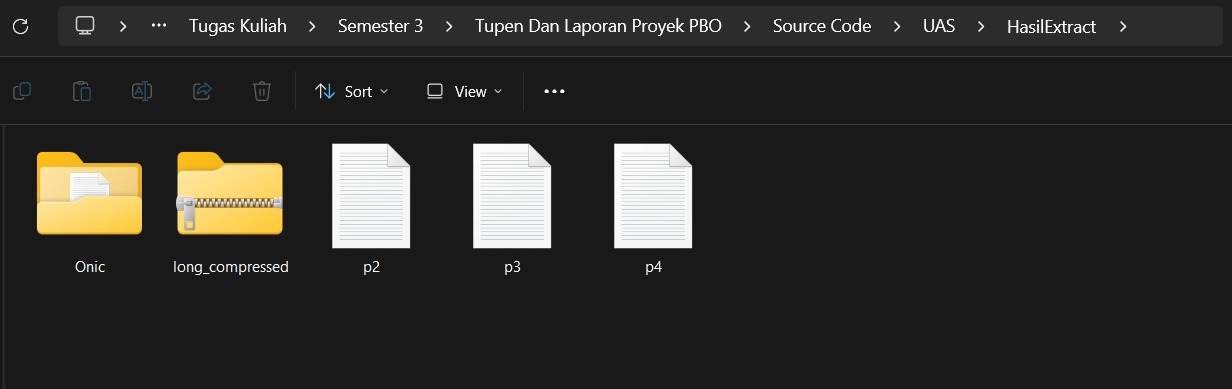 Tugas Kuliah Semester 3 Tupen Dan Laporan Proyek PBO Source Code UAS HasilExtract
Sort View
Onic long_compressed p2 p3 p4